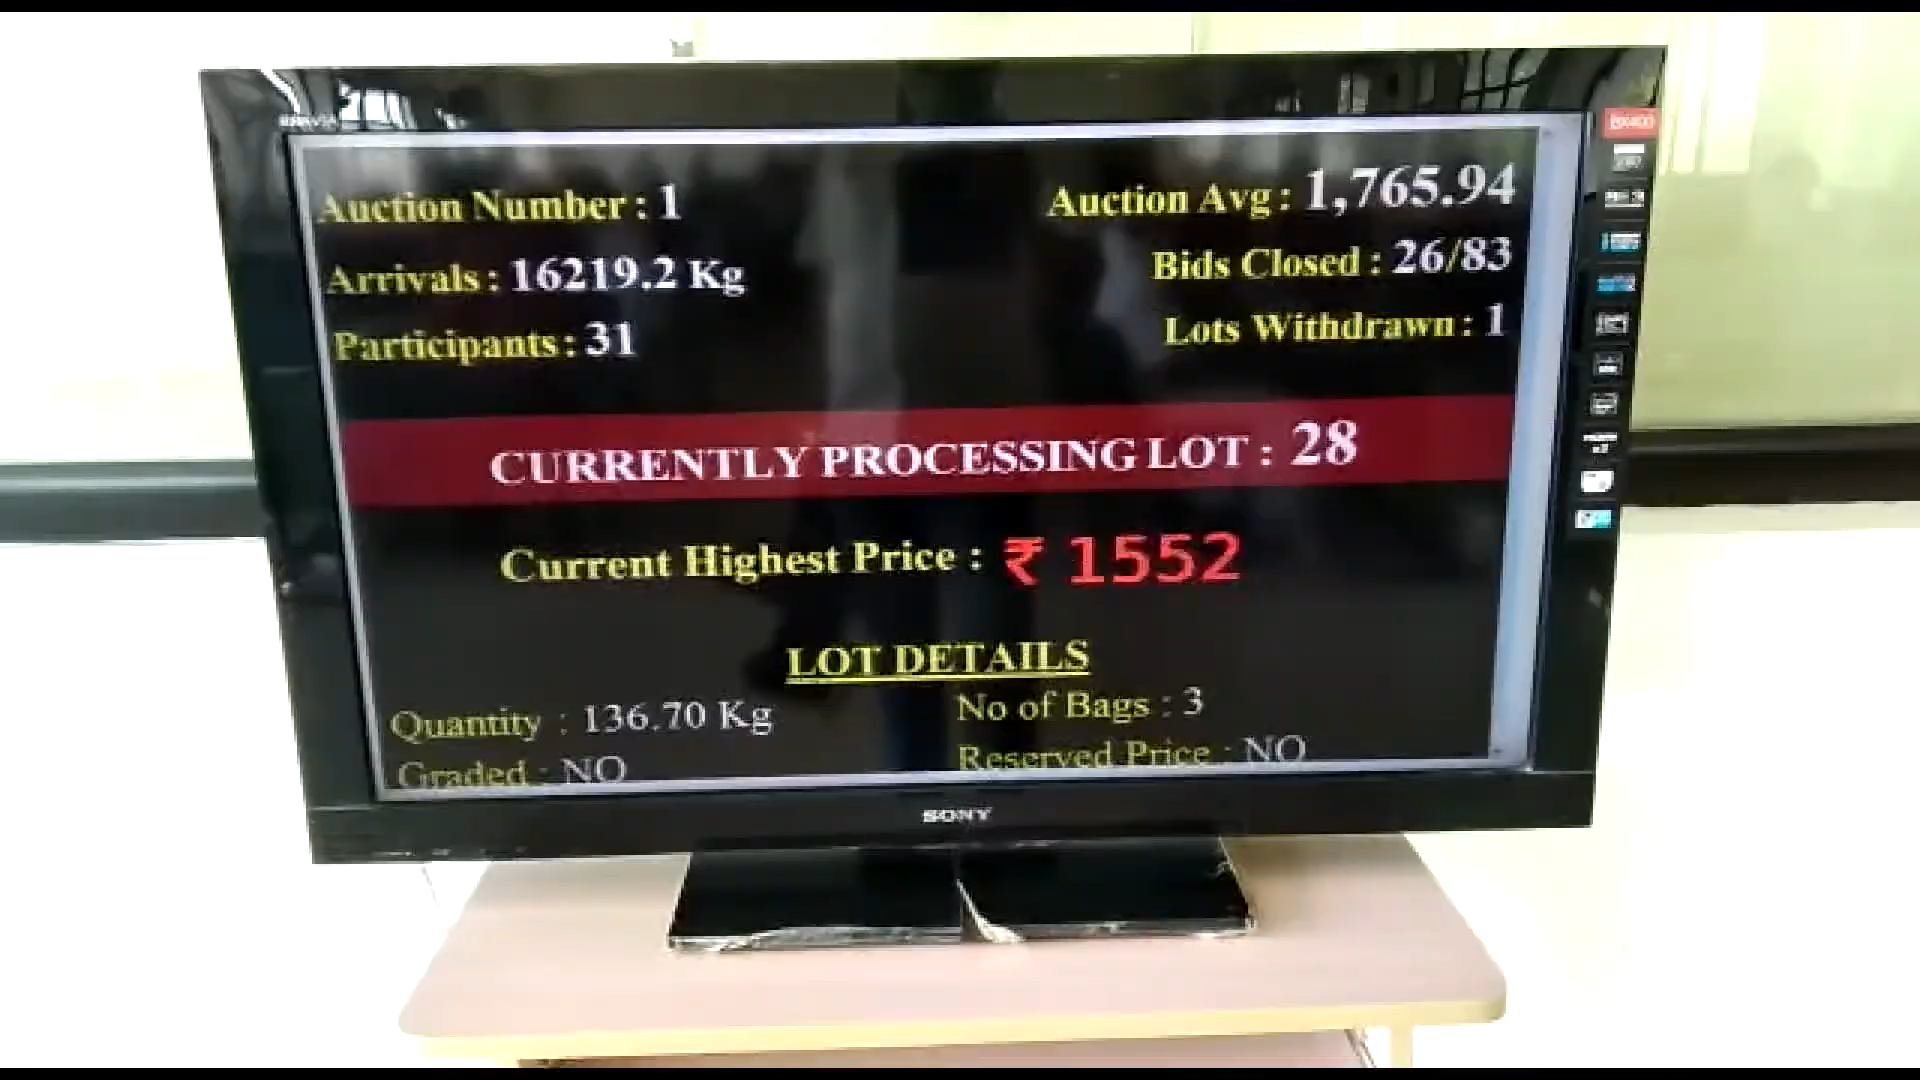 BRAVIA
BX400
Auction Number : 1
Auction Avg : 1,765.94
Arrivals : 16219.2 Kg
Bids Closed : 26/83
Participants : 31
Lots Withdrawn : 1
CURRENTLY PROCESSING LOT : 28
Current Highest Price : ₹ 1552
LOT DETAILS
Quantity : 136.70 Kg
No of Bags : 3
Graded : NO
Reserved Price : NO
SONY